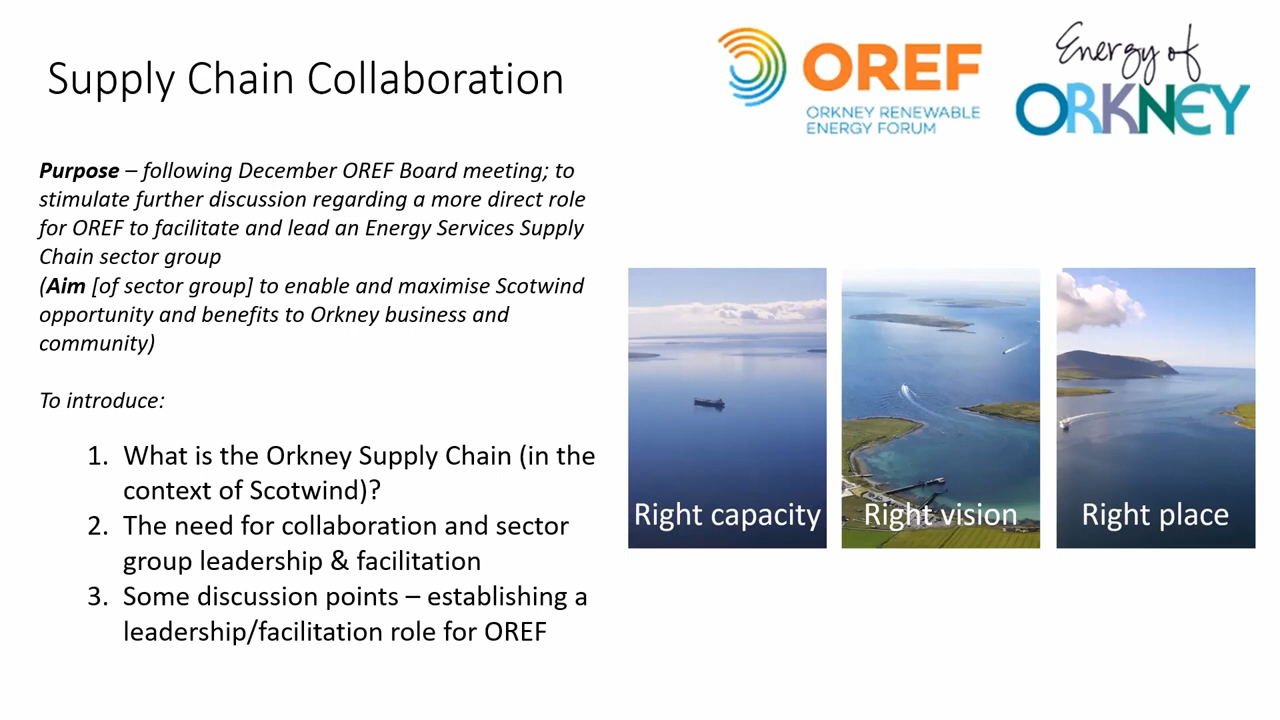 Supply Chain Collaboration
OREF
ORKNEY RENEWABLE
ENERGY FORUM
Energy of
ORKNEY
Purpose – following December OREF Board meeting; to
stimulate further discussion regarding a more direct role
for OREF to facilitate and lead an Energy Services Supply
Chain sector group
(Aim [of sector group] to enable and maximise Scotwind
opportunity and benefits to Orkney business and
community)
To introduce:
1. What is the Orkney Supply Chain (in the
context of Scotwind)?
2. The need for collaboration and sector
group leadership & facilitation
3. Some discussion points – establishing a
leadership/facilitation role for OREF
Right capacity
Right vision
Right place